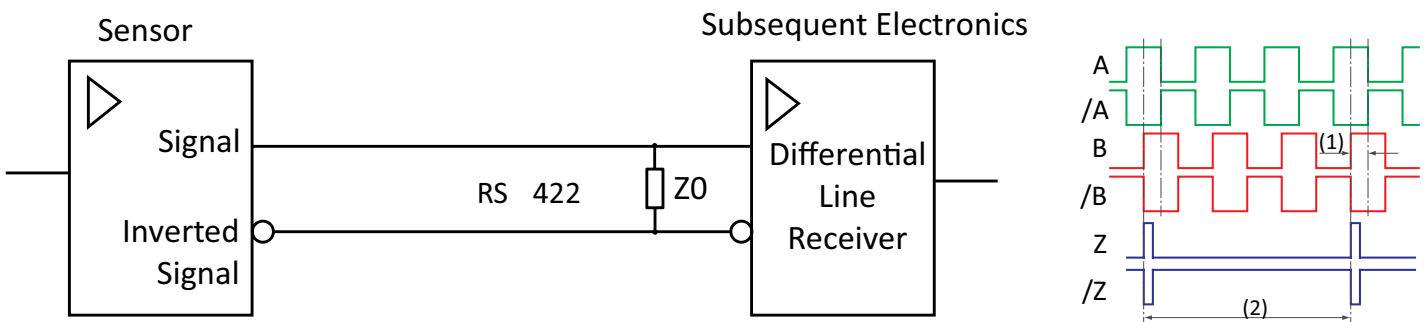 Sensor
Signal
Inverted
Signal
RS 422
Z0
Subsequent Electronics
Differential
Line
Receiver
A
/A
B
(1)
/B
Z
/Z
(2)